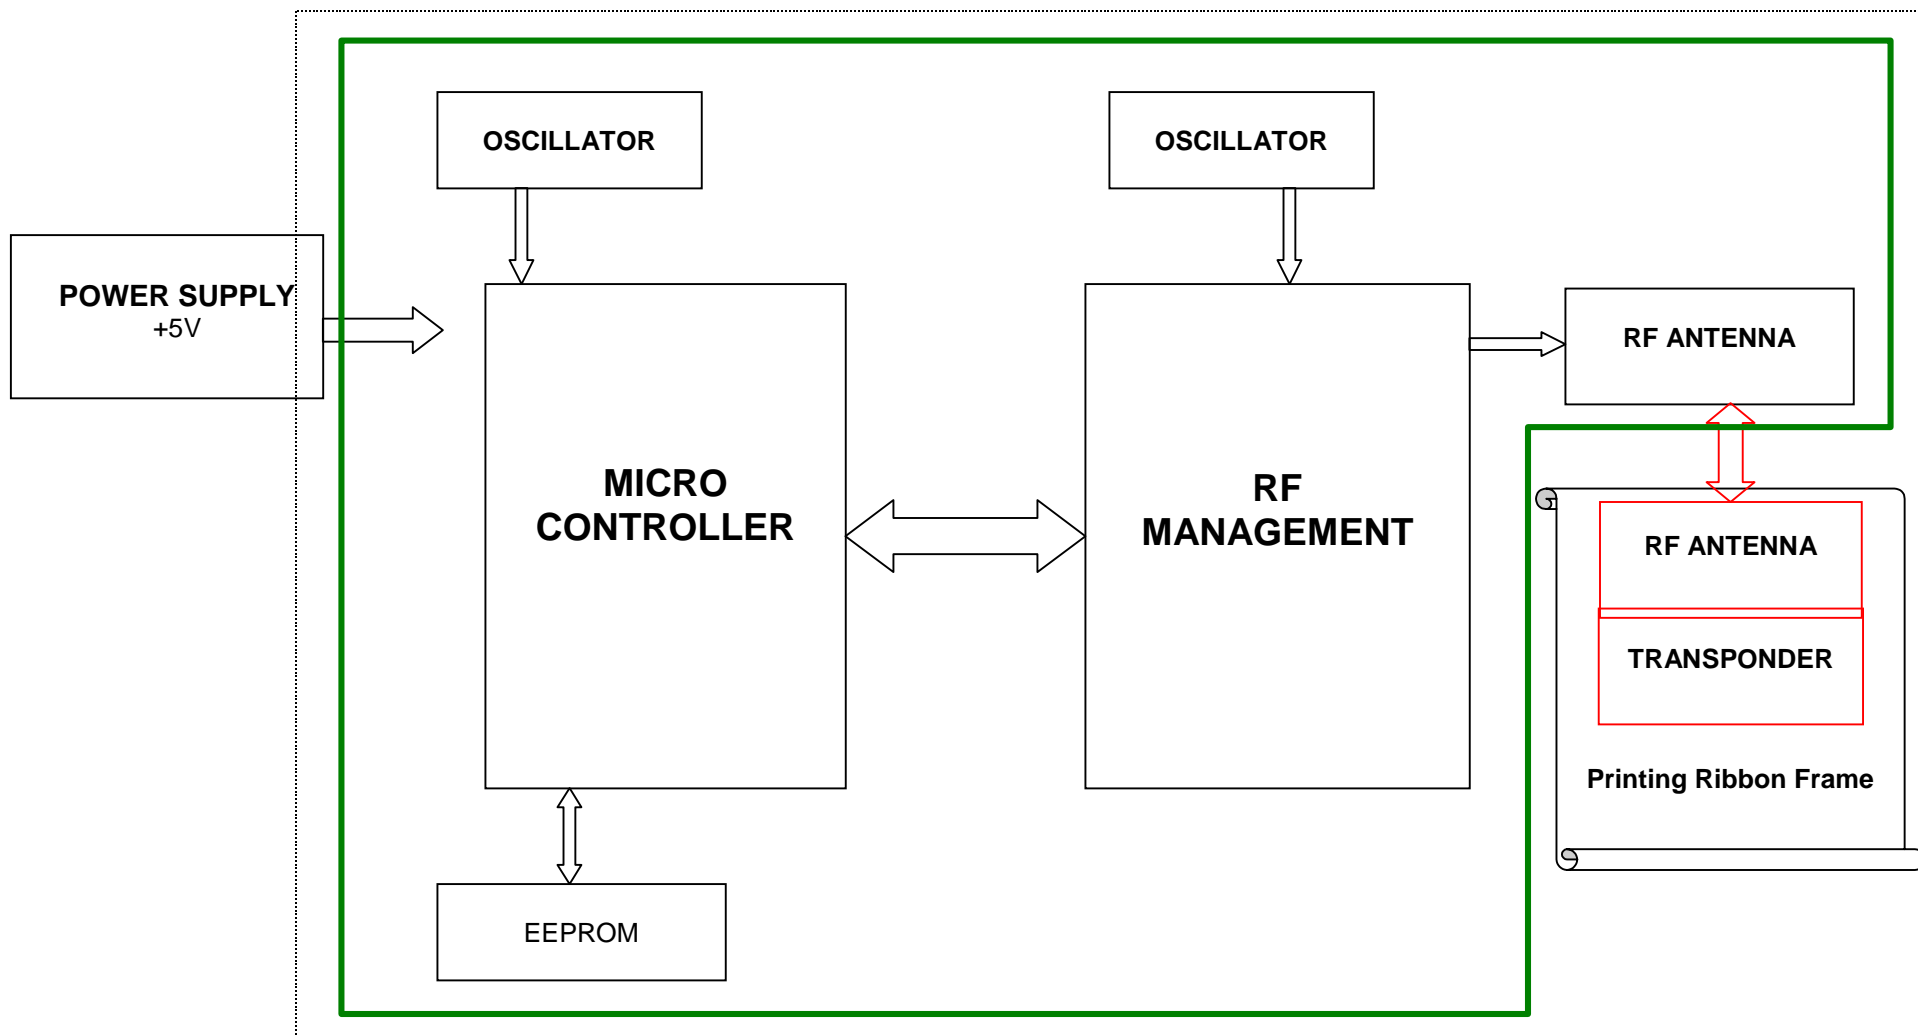 OSCILLATOR
OSCILLATOR
POWER SUPPLY
+5V
RF ANTENNA
MICRO
CONTROLLER
RF
MANAGEMENT
RF ANTENNA
TRANSPONDER
Printing Ribbon Frame
EEPROM